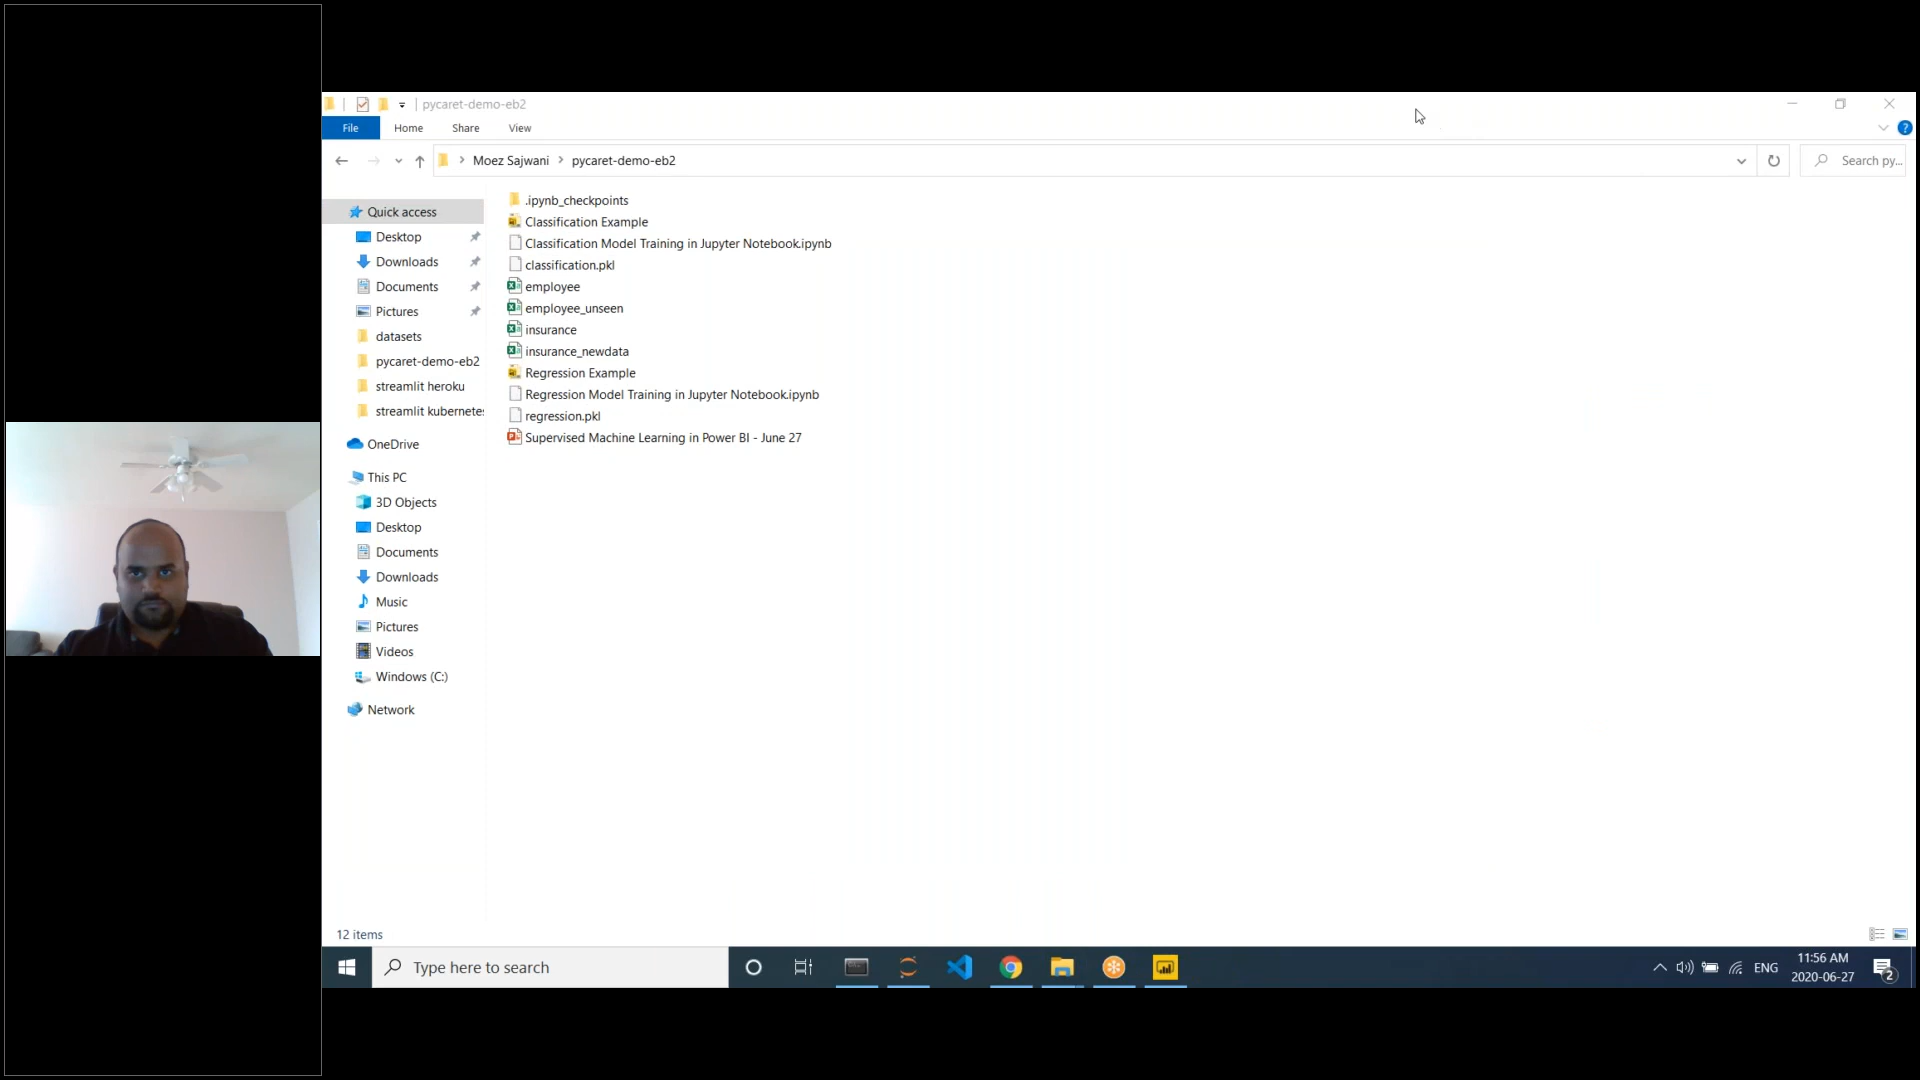 pycaret-demo-eb2
File Home Share View
Moez Sajwani > pycaret-demo-eb2
Search py...
Quick access
Desktop
Downloads
Documents
Pictures
datasets
pycaret-demo-eb2
streamlit heroku
streamlit kubernetes
OneDrive
This PC
3D Objects
Desktop
Documents
Downloads
Music
Pictures
Videos
Windows (C:)
Network
.ipynb_checkpoints
Classification Example
Classification Model Training in Jupyter Notebook.ipynb
classification.pkl
employee
employee_unseen
insurance
insurance_newdata
Regression Example
Regression Model Training in Jupyter Notebook.ipynb
regression.pkl
Supervised Machine Learning in Power BI - June 27
12 items
Type here to search
ENG
11:56 AM
2020-06-27
2